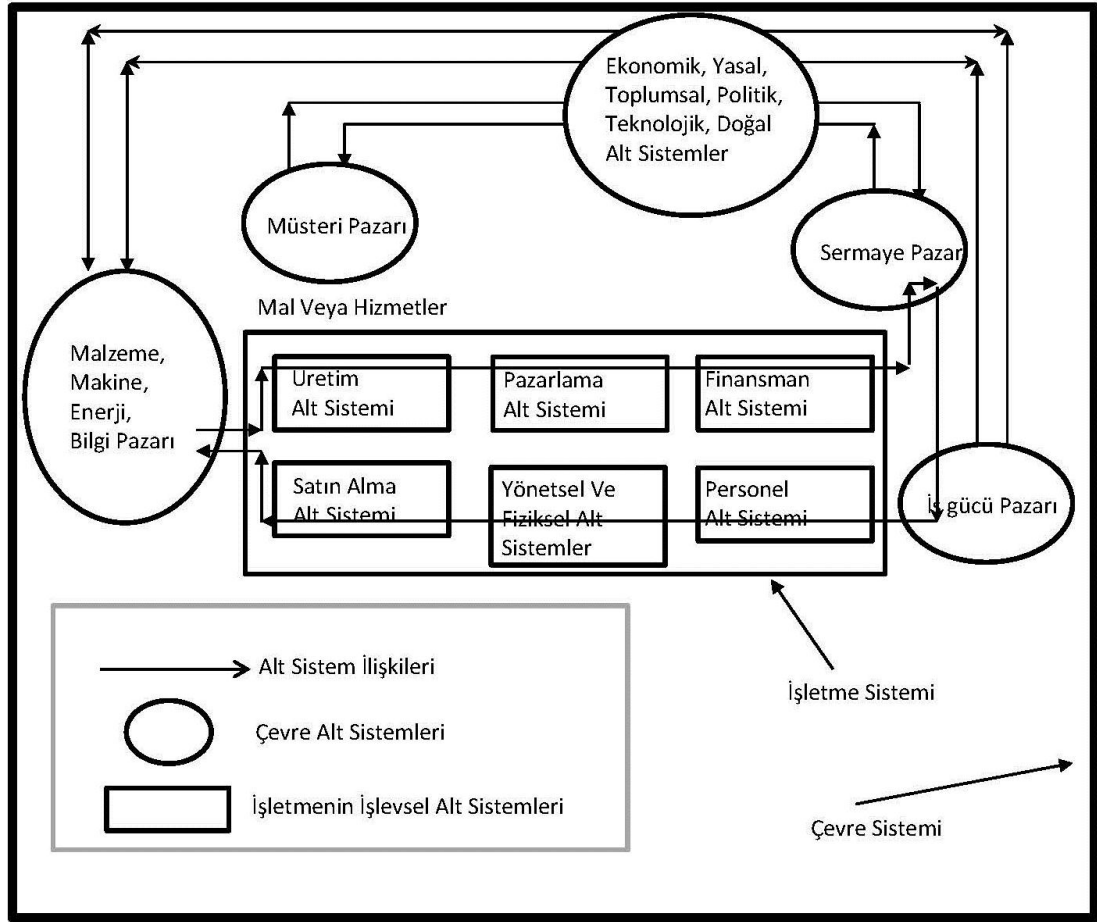 Ekonomik, Yasal,
Toplumsal, Politik,
Teknolojik, Doğal
Alt Sistemler
Müsteri Pazarı
Sermaye Pazar
Mal Veya Hizmetler
Malzeme,
Makine,
Enerji,
Bilgi Pazarı
Uretim
Alt Sistemi
Pazarlama
Alt Sistemi
Finansman
Alt Sistemi
Satın Alma
Alt Sistemi
Yönetsel Ve
Fiziksel Alt
Sistemler
Personel
Alt Sistemi
İş gücü Pazarı
Alt Sistem İlişkileri
Çevre Alt Sistemleri
İşletmenin İşlevsel Alt Sistemleri
İşletme Sistemi
Çevre Sistemi